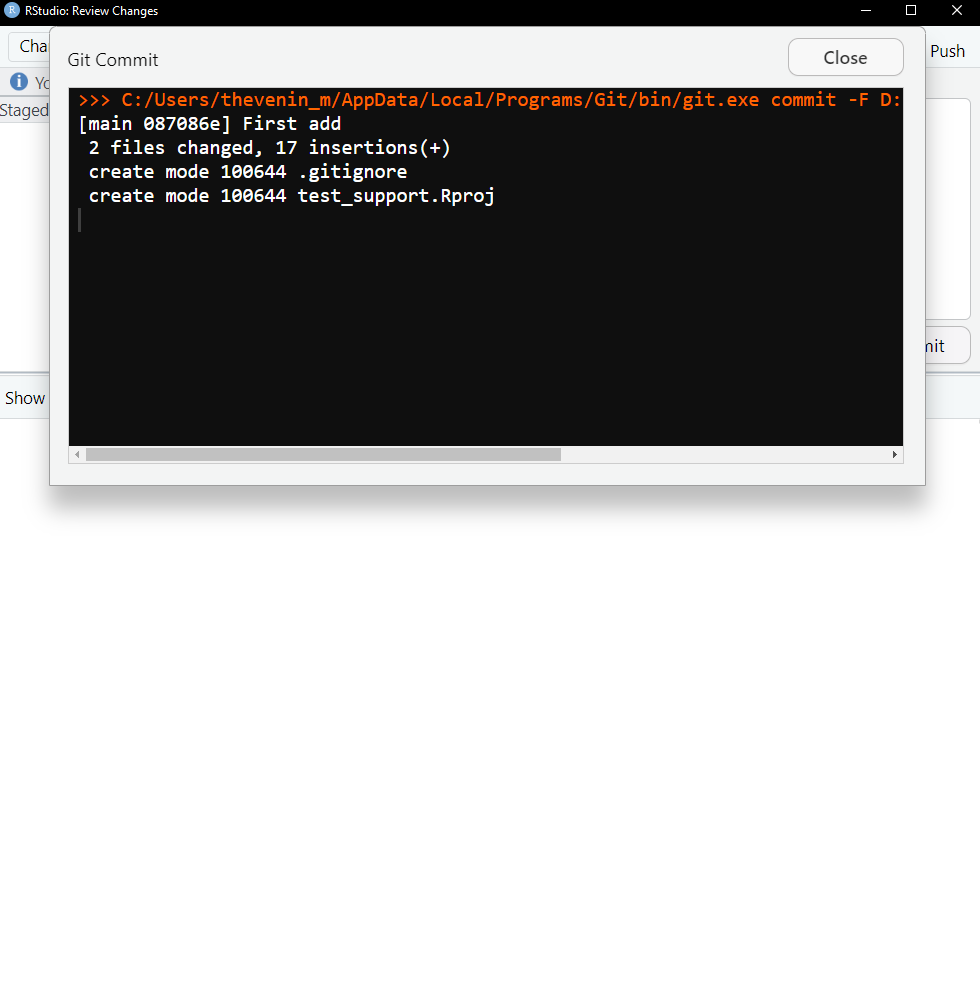 R RStudio: Review Changes
Cha
Git Commit
Close
Push
Yo
Staged
>>> C:/Users/thevenin_m/AppData/Local/Programs/Git/bin/git.exe commit -F D:
[main 087086e] First add
2 files changed, 17 insertions(+)
create mode 100644 .gitignore
create mode 100644 test_support.Rproj
mit
Show